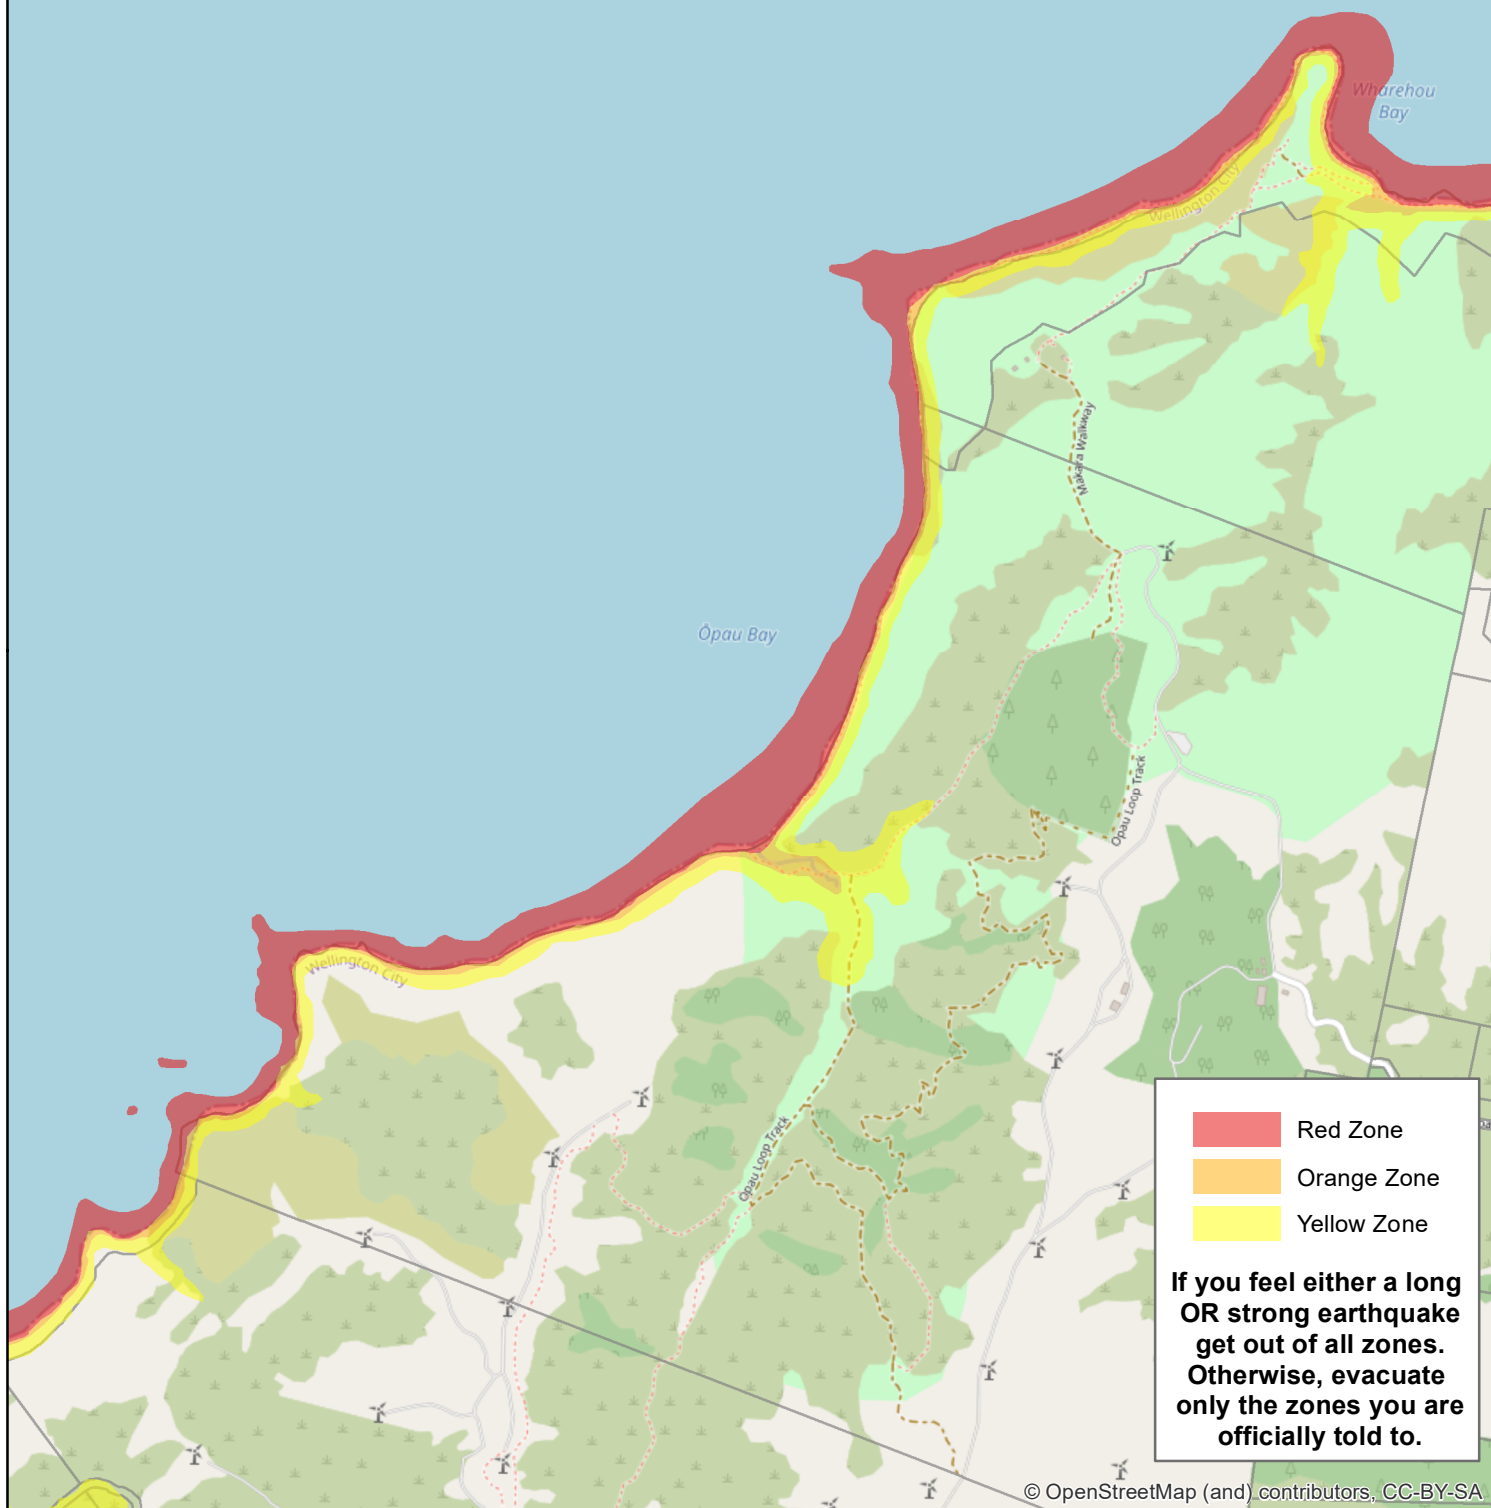 Wharehou
Bay
Wellington City
Makara Walkway
Ōpau Bay
Opau Loop Track
Wellington City
Opau Loop Track
Red Zone
Orange Zone
Yellow Zone
If you feel either a long
OR strong earthquake
get out of all zones.
Otherwise, evacuate
only the zones you are
officially told to.
© OpenStreetMap (and) contributors, CC-BY-SA